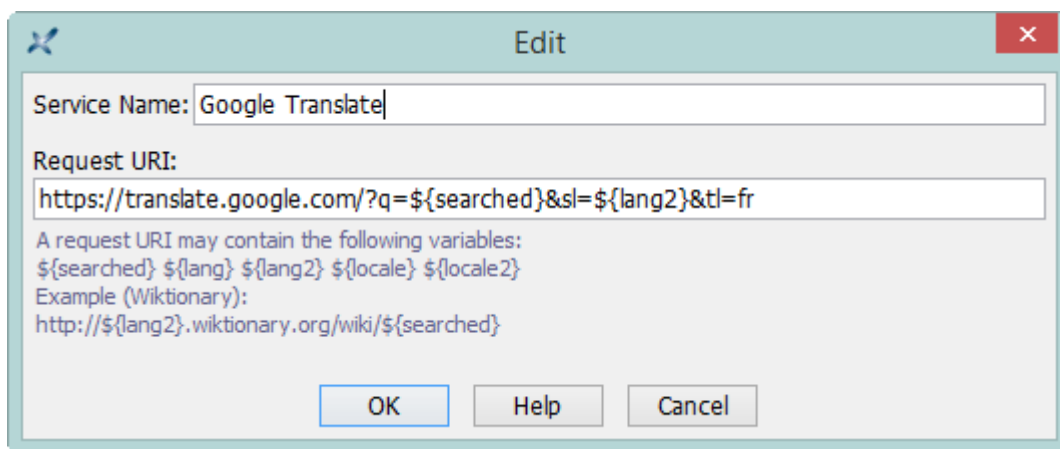 Edit
Service Name: Google Translate
Request URI:
https://translate.google.com/?q=${searched}&sl=${lang2}&tl=fr
A request URI may contain the following variables:
${searched} ${lang} ${lang2} ${locale} ${locale2}
Example (Wiktionary):
http://${lang2}.wiktionary.org/wiki/${searched}
OK Help Cancel